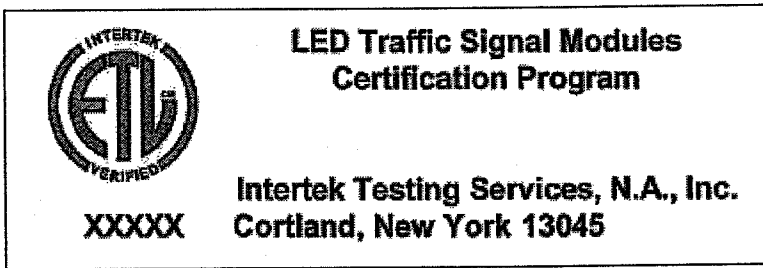 INTERTEK
ETL
VERIFIED
LED Traffic Signal Modules
Certification Program
Intertek Testing Services, N.A., Inc.
XXXXX Cortland, New York 13045